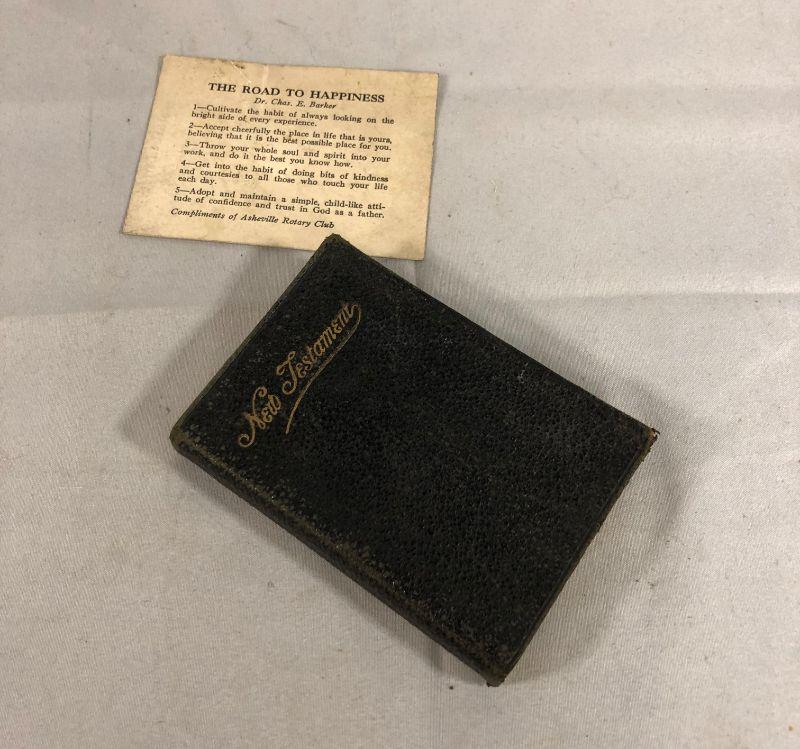 THE ROAD TO HAPPINESS
Dr. Chas. E. Barker
1—Cultivate the habit of always looking on the
bright side of every experience.
2—Accept cheerfully the place in life that is yours,
believing that it is the best possible place for you.
3—Throw your whole soul and spirit into your
work, and do it the best you know how.
4—Get into the habit of doing bits of kindness
and courtesies to all those who touch your life
each day.
5—Adopt and maintain a simple, child-like atti-
tude of confidence and trust in God as a father.
Compliments of Asheville Rotary Club
New Testament